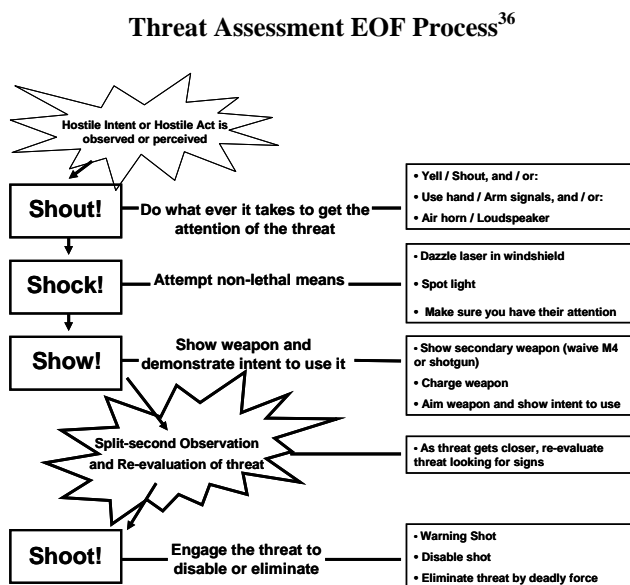 Threat Assessment EOF Process36
Hostile Intent or Hostile Act is
observed or perceived
Shout!
Do what ever it takes to get the
attention of the threat
• Yell / Shout, and / or:
• Use hand / Arm signals, and / or:
• Air horn / Loudspeaker
Shock!
Attempt non-lethal means
• Dazzle laser in windshield
• Spot light
• Make sure you have their attention
Show!
Show weapon and
demonstrate intent to use it
• Show secondary weapon (waive M4
or shotgun)
• Charge weapon
• Aim weapon and show intent to use
Split-second Observation
and Re-evaluation of threat
• As threat gets closer, re-evaluate
threat looking for signs
Shoot!
Engage the threat to
disable or eliminate
• Warning Shot
• Disable shot
• Eliminate threat by deadly force